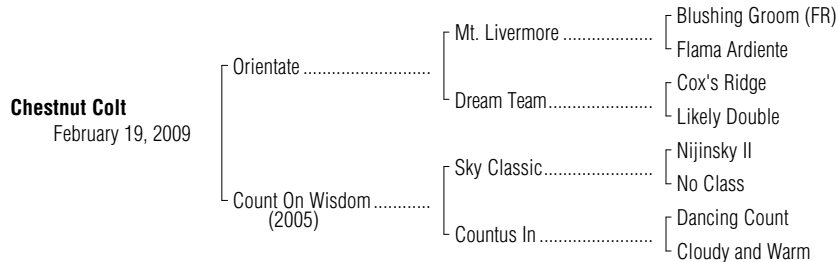 Blushing Groom (FR)
Mt. Livermore
Flama Ardiente
Orientate
Cox's Ridge
Dream Team
Likely Double
Chestnut Colt
February 19, 2009
Nijinsky II
Sky Classic
No Class
Count On Wisdom
(2005)
Dancing Count
Countus In
Cloudy and Warm